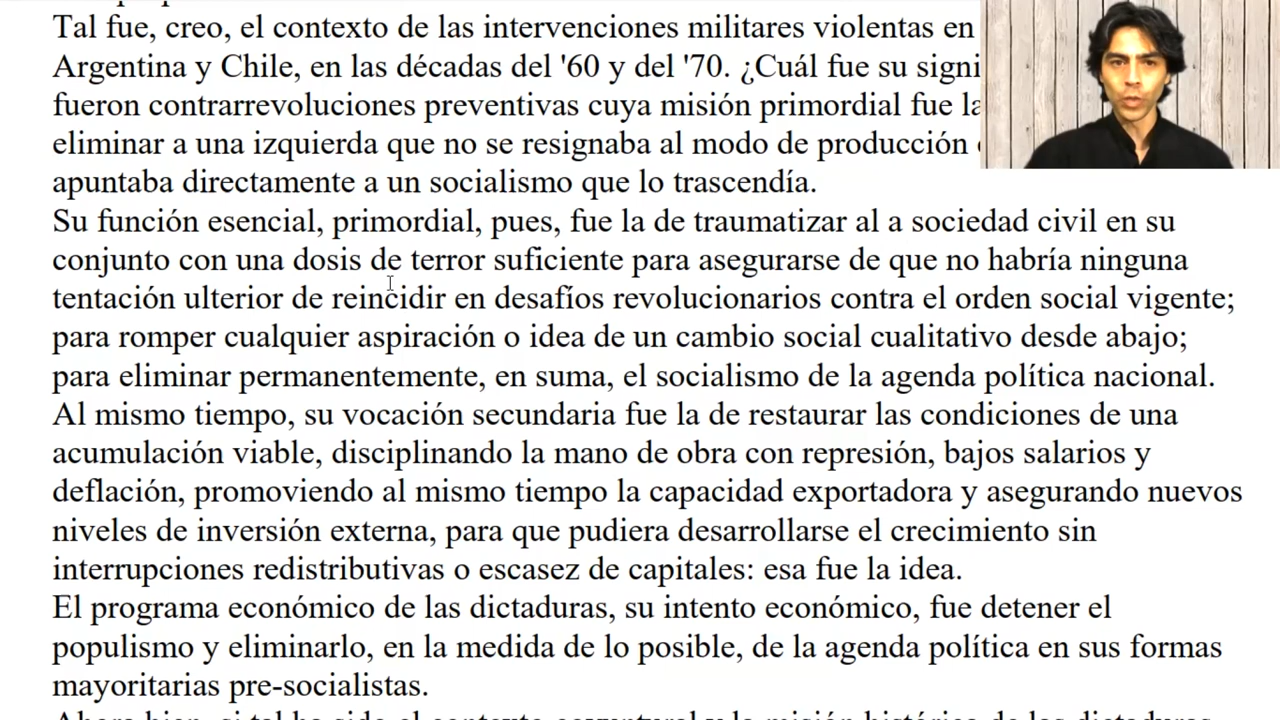 Tal fue, creo, el contexto de las intervenciones militares violentas en
Argentina y Chile, en las décadas del '60 y del '70. ¿Cuál fue su
fueron contrarrevoluciones preventivas cuya misión primordial fue
eliminar a una izquierda que no se resignaba al modo de producción
apuntaba directamente a un socialismo que lo trascendía.
Su función esencial, primordial, pues, fue la de traumatizar al a sociedad civil en su
conjunto con una dosis de terror suficiente para asegurarse de que no habría ninguna
tentación ulterior de reincidir en desafíos revolucionarios contra el orden social vigente;
para romper cualquier aspiración o idea de un cambio social cualitativo desde abajo;
para eliminar permanentemente, en suma, el socialismo de la agenda política nacional.
Al mismo tiempo, su vocación secundaria fue la de restaurar las condiciones de una
acumulación viable, disciplinando la mano de obra con represión, bajos salarios y
deflación, promoviendo al mismo tiempo la capacidad exportadora y asegurando nuevos
niveles de inversión externa, para que pudiera desarrollarse el crecimiento sin
interrupciones redistributivas o escasez de capitales: esa fue la idea.
El programa económico de las dictaduras, su intento económico, fue detener el
populismo y eliminarlo, en la medida de lo posible, de la agenda política en sus formas
mayoritarias pre-socialistas.